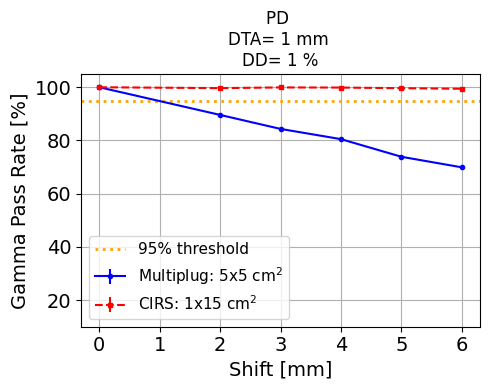 PD
DTA= 1 mm
DD= 1 %
Gamma Pass Rate [%]
100
80
60
40
20
95% threshold
Multiplug: 5x5 cm²
CIRS: 1x15 cm²
0 1 2 3 4 5 6
Shift [mm]